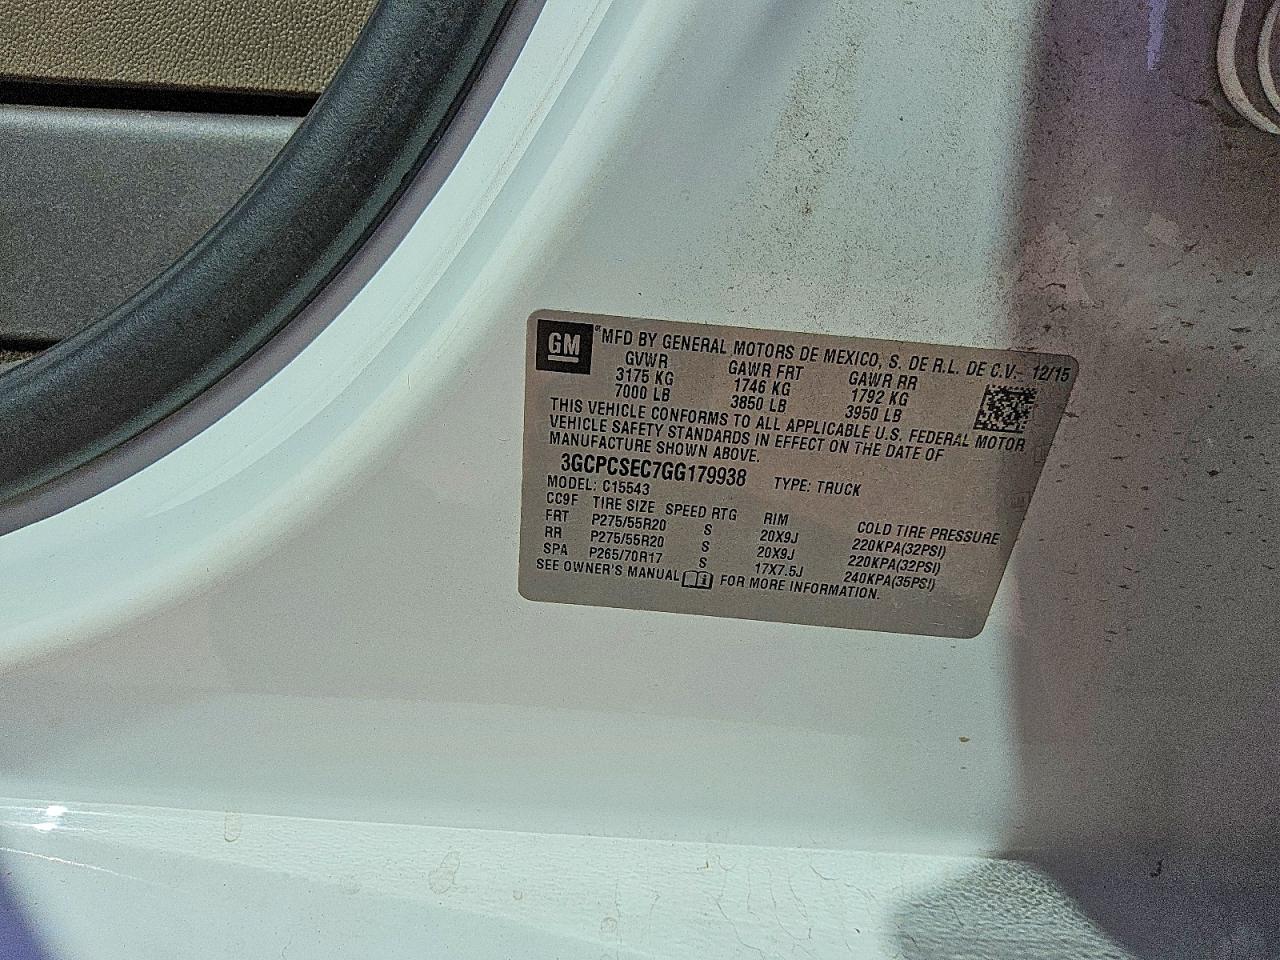 GM
MFD BY GENERAL MOTORS DE MEXICO, S. DE R.L. DE C.V.- 12/15
GVWR GAWR FRT GAWR RR
3175 KG 1746 KG 1792 KG
7000 LB 3850 LB 3950 LB
THIS VEHICLE CONFORMS TO ALL APPLICABLE U.S. FEDERAL MOTOR
VEHICLE SAFETY STANDARDS IN EFFECT ON THE DATE OF
MANUFACTURE SHOWN ABOVE.
3GCPCSEC7GG179938 TYPE: TRUCK
MODEL: C15543
CC9F TIRE SIZE SPEED RTG RIM COLD TIRE PRESSURE
FRT P275/55R20 S 20X9J 220KPA(32PSI)
RR P275/55R20 S 20X9J 220KPA(32PSI)
SPA P265/70R17 S 17X7.5J 240KPA(35PSI)
SEE OWNER'S MANUAL FOR MORE INFORMATION.